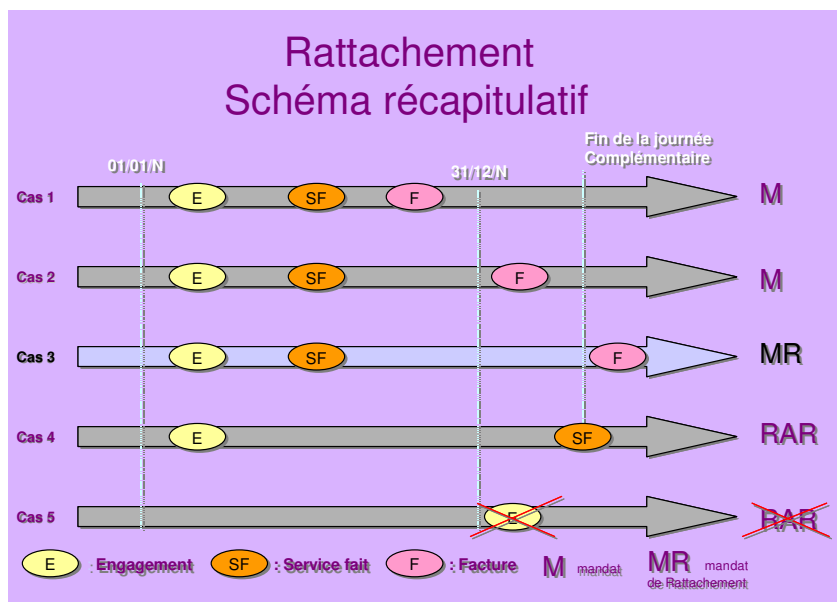 Rattachement
Schéma récapitulatif
Fin de la journée
Complémentaire
01/01/N
31/12/N
Cas 1
E
SF
F
M
Cas 2
E
SF
F
M
Cas 3
E
SF
F
MR
Cas 4
E
SF
RAR
Cas 5
E
RAR
E : Engagement
SF : Service fait
F : Facture
M mandat
MR mandat
de Rattachement